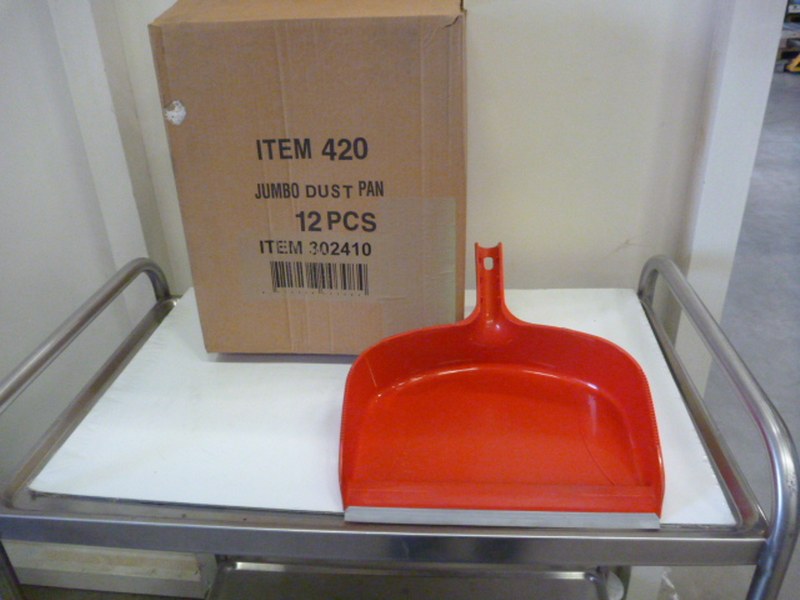 ITEM 420
JUMBO DUST PAN
12 PCS
ITEM 302410